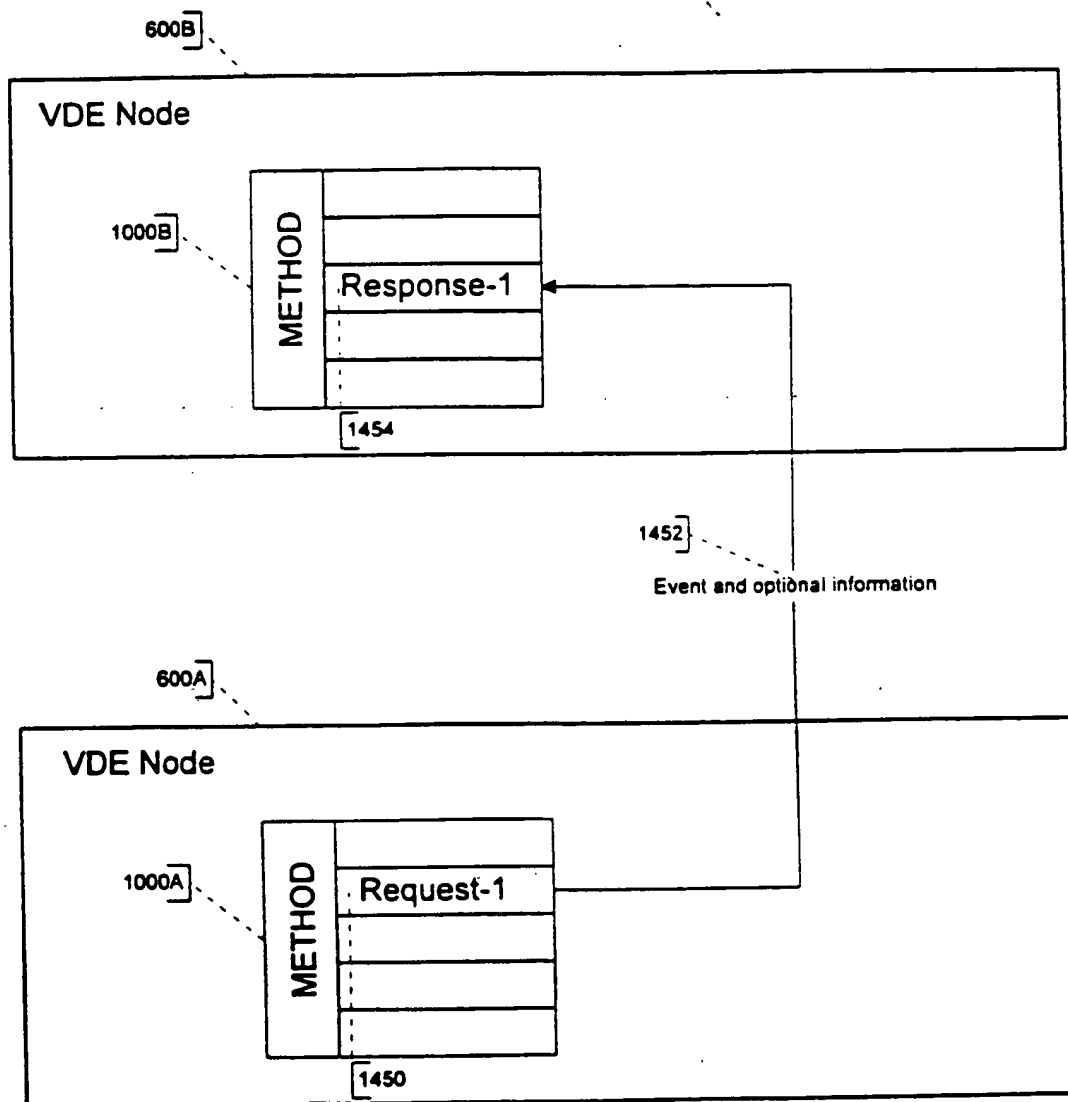 600B
VDE Node
1000B
METHOD
Response-1
1454
1452
Event and optional information
600A
VDE Node
1000A
METHOD
Request-1
1450